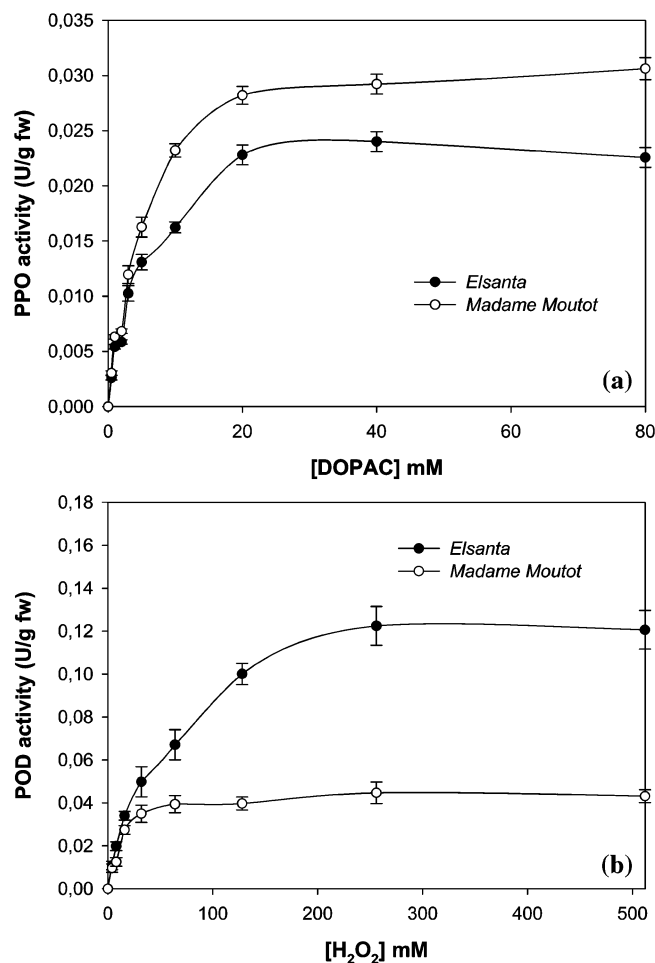 0,035
0,030
0,025
0,020
0,015
0,010
0,005
0,000
PPO activity (U/g fw)
Elsanta
Madame Moutot
(a)
0 20 40 60 80
[DOPAC] mM
0,18
0,16
0,14
0,12
0,10
0,08
0,06
0,04
0,02
0,00
POD activity (U/g fw)
Elsanta
Madame Moutot
(b)
0 100 200 300 400 500
[H₂O₂] mM